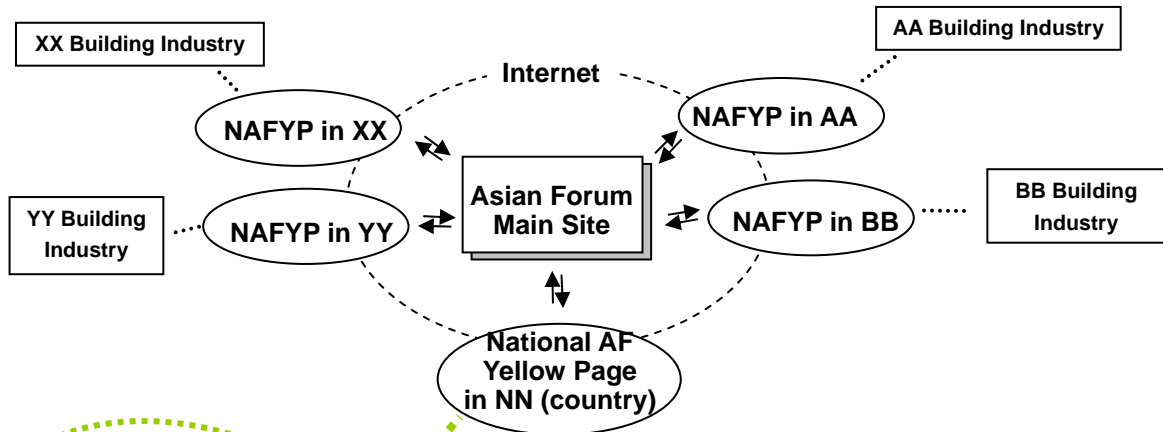 XX Building Industry
AA Building Industry
Internet
NAFYP in XX
NAFYP in AA
Asian Forum
Main Site
YY Building
Industry
NAFYP in YY
NAFYP in BB
BB Building
Industry
National AF
Yellow Page
in NN (country)